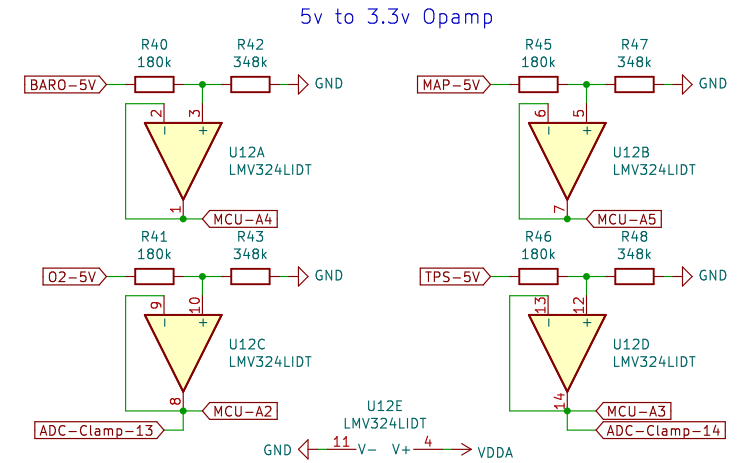 5v to 3.3v Opamp
R40
180k
R42
348k
BARO-5V
GND
2
3
-
+
U12A
LMV324LIDT
1
MCU-A4
R45
180k
R47
348k
MAP-5V
GND
6
5
-
+
U12B
LMV324LIDT
7
MCU-A5
R41
180k
R43
348k
O2-5V
GND
9
10
-
+
U12C
LMV324LIDT
8
MCU-A2
ADC-Clamp-13
R46
180k
R48
348k
TPS-5V
GND
13
12
-
+
U12D
LMV324LIDT
14
MCU-A3
ADC-Clamp-14
U12E
LMV324LIDT
GND
11
V-
V+
4
VDDA